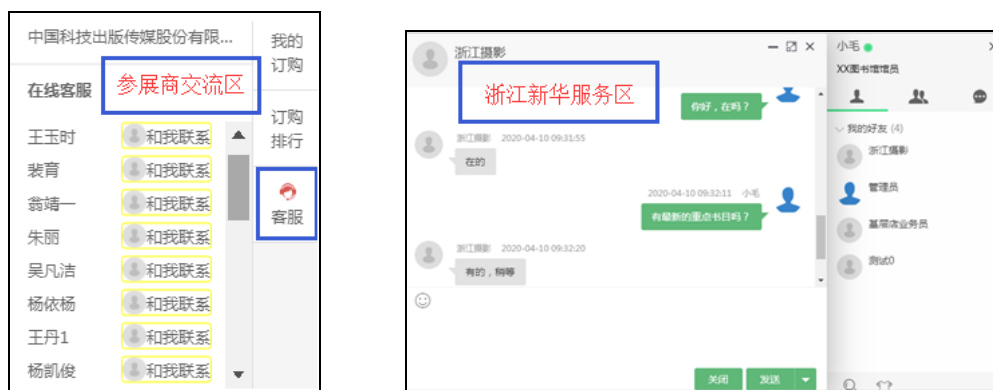 中国科技出版传媒股份有限...
在线客服
参展商交流区
王玉时
和我联系
裴育
和我联系
翁靖一
和我联系
朱丽
和我联系
吴凡洁
和我联系
杨依杨
和我联系
王丹1
和我联系
杨凯俊
和我联系
我的
订购
订购
排行
客服
浙江摄影
浙江新华服务区
你好，在吗？
浙江摄影 2020-04-10 09:31:55
在的
2020-04-10 09:32:11 小毛
有最新的重点书目吗？
浙江摄影 2020-04-10 09:32:20
有的，稍等
关闭
发送
小毛
XX图书馆馆员
我的好友 (4)
浙江摄影
管理员
基层店业务员
测试0